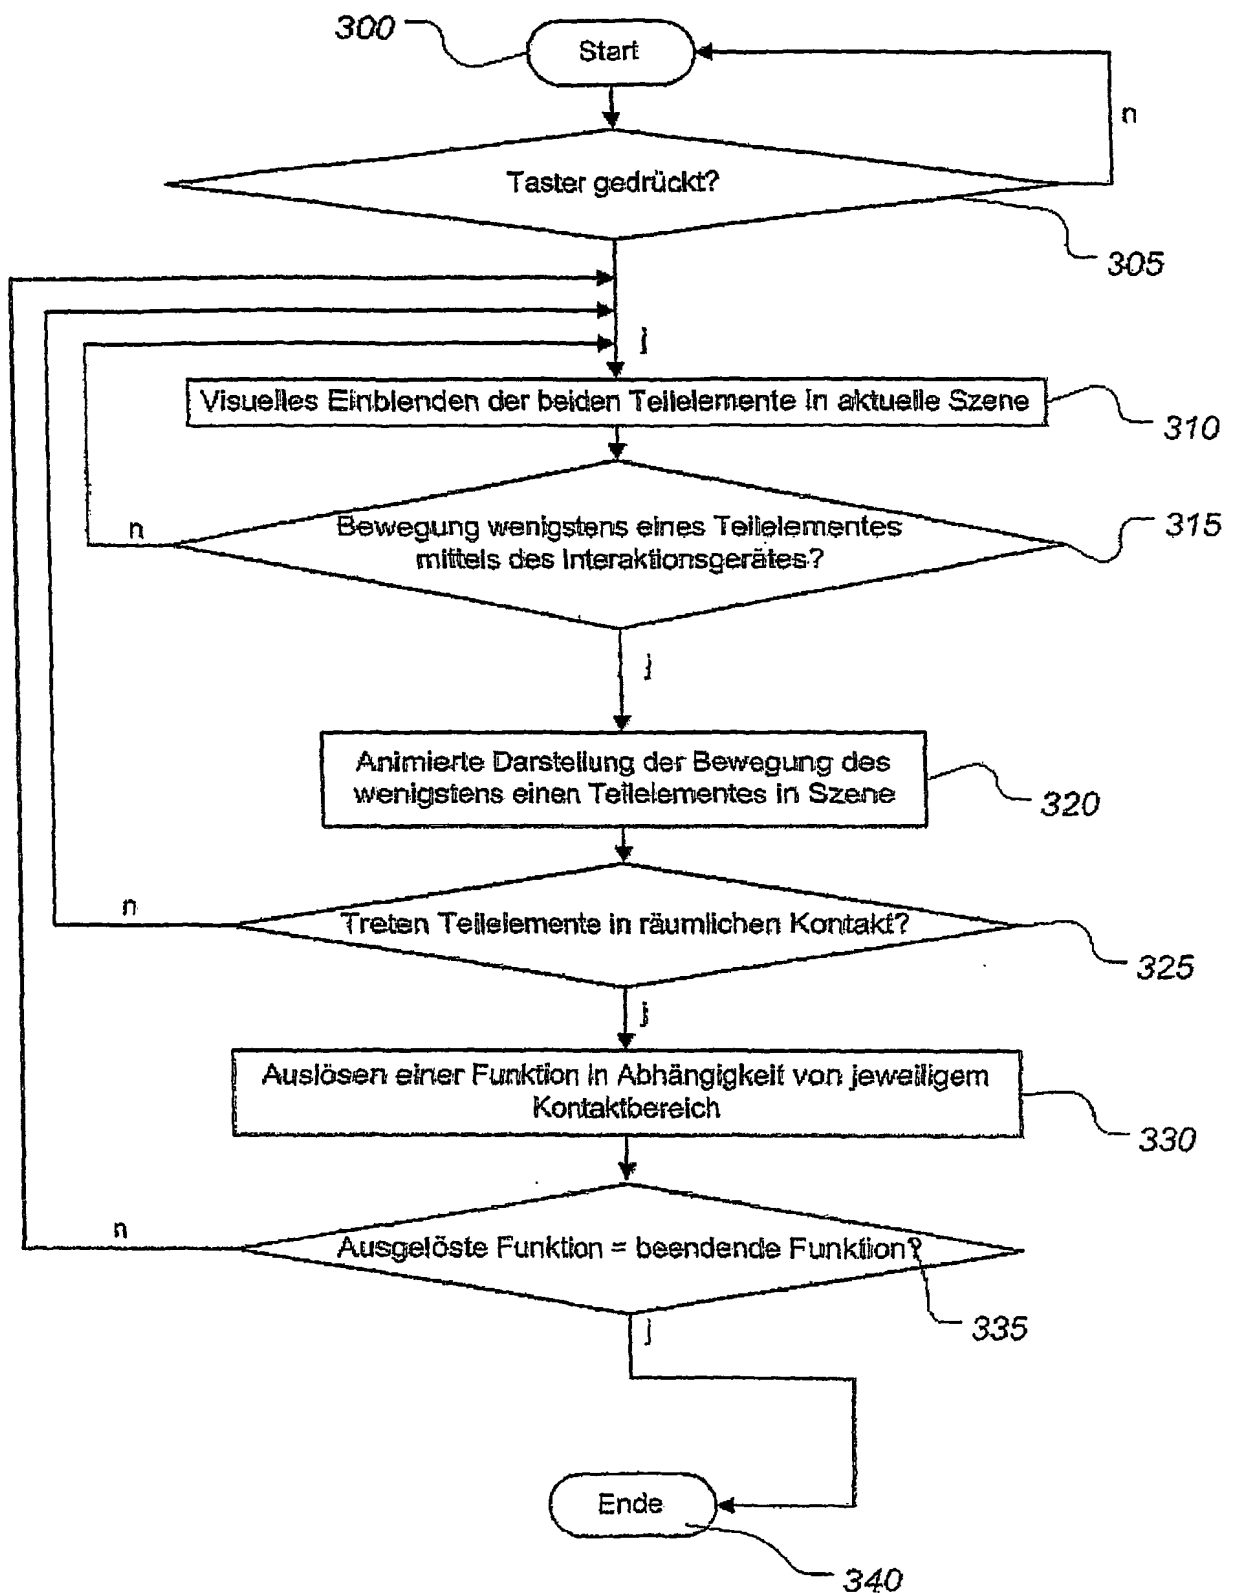 300
Start
n
Taster gedrückt?
305
j
Visuelles Einblenden der beiden Teilelemente in aktuelle Szene
310
n
Bewegung wenigstens eines Teilelementes
mittels des Interaktionsgerätes?
315
j
Animierte Darstellung der Bewegung des
wenigstens einen Teilelementes in Szene
320
n
Treten Teilelemente in räumlichen Kontakt?
325
j
Auslösen einer Funktion in Abhängigkeit von jeweiligem
Kontaktbereich
330
n
Ausgelöste Funktion = beendende Funktion?
335
j
Ende
340